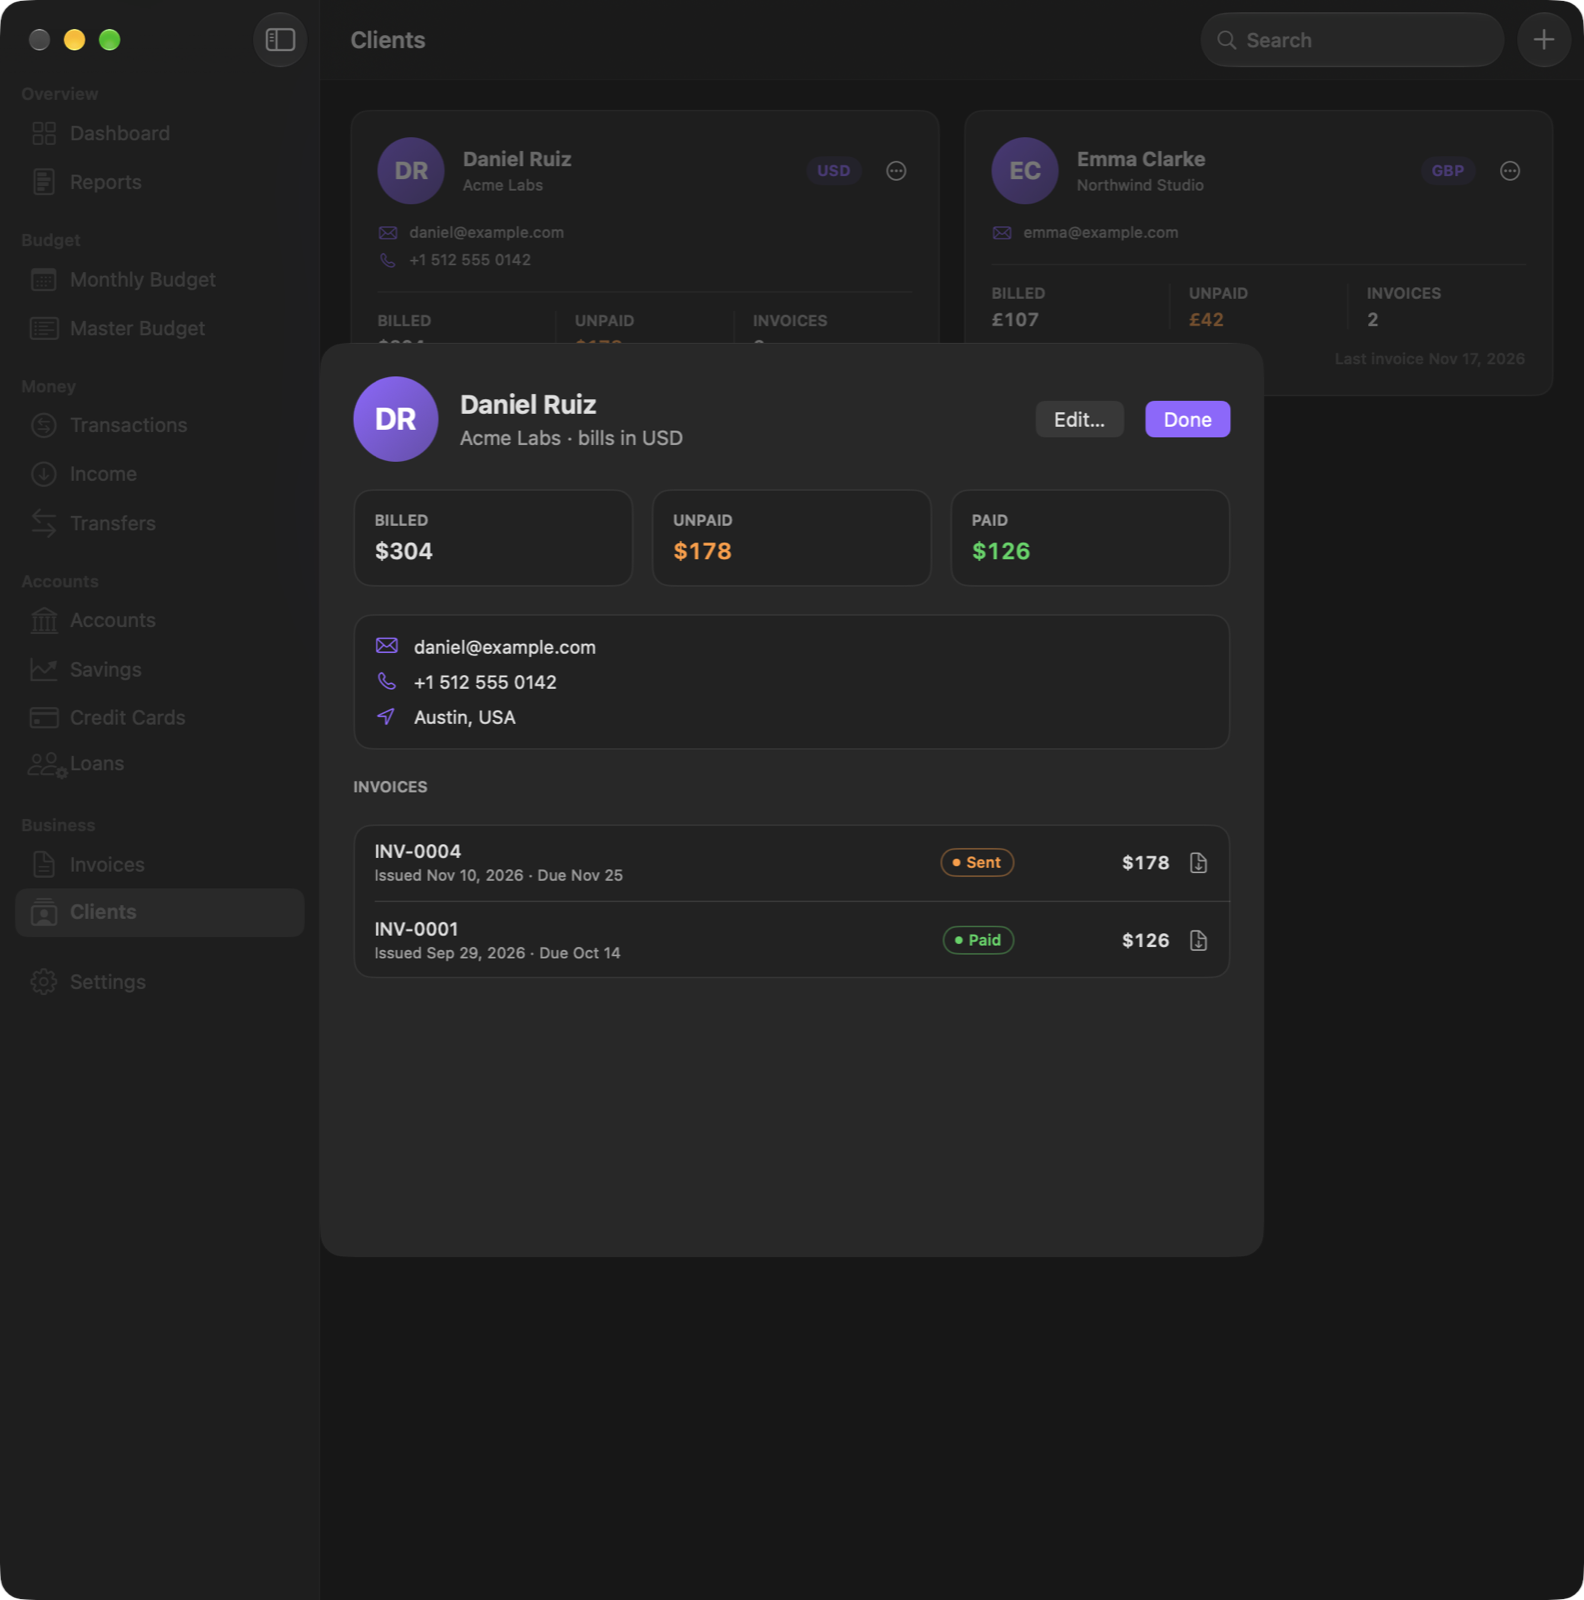 Clients
Search
Overview
Dashboard
Reports
Budget
Monthly Budget
Master Budget
Money
Transactions
Income
Transfers
Accounts
Accounts
Savings
Credit Cards
Loans
Business
Invoices
Clients
Settings
DR
Daniel Ruiz
Acme Labs
USD
daniel@example.com
+1 512 555 0142
BILLED
UNPAID
INVOICES
EC
Emma Clarke
Northwind Studio
GBP
emma@example.com
BILLED
UNPAID
INVOICES
£107
£42
2
Last invoice Nov 17, 2026
DR
Daniel Ruiz
Acme Labs · bills in USD
Edit...
Done
BILLED
$304
UNPAID
$178
PAID
$126
daniel@example.com
+1 512 555 0142
Austin, USA
INVOICES
INV-0004
Issued Nov 10, 2026 · Due Nov 25
Sent
$178
INV-0001
Issued Sep 29, 2026 · Due Oct 14
Paid
$126